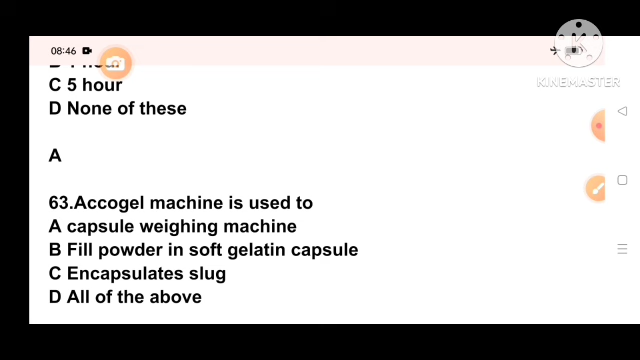 08:46
K
KINEMASTER
C 5 hour
D None of these
A
63.Accogel machine is used to
A capsule weighing machine
B Fill powder in soft gelatin capsule
C Encapsulates slug
D All of the above